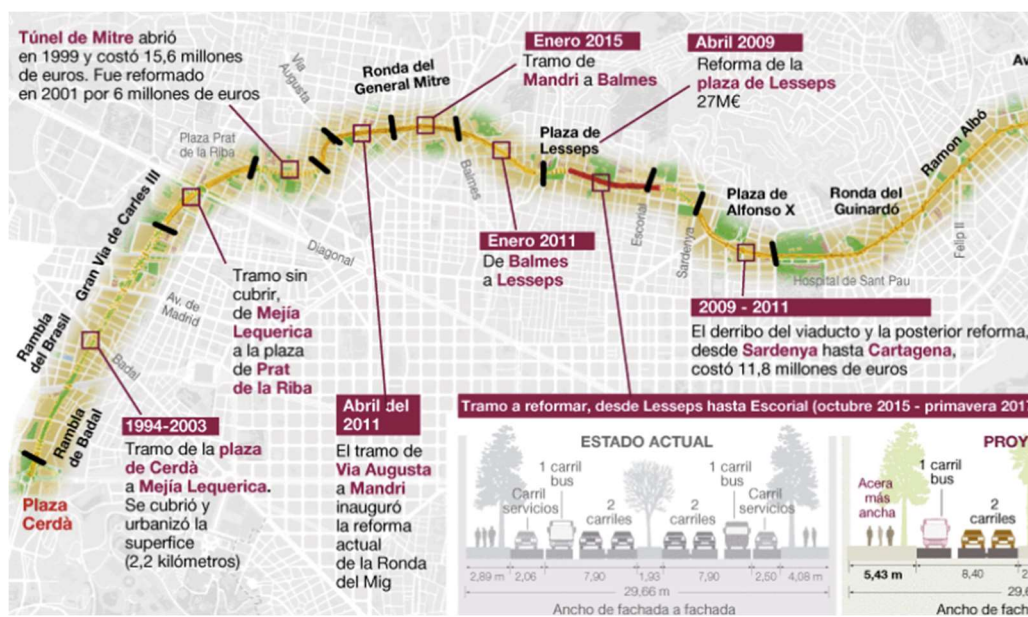 Túnel de Mitre abrió
en 1999 y costó 15,6 millones
de euros. Fue reformado
en 2001 por 6 millones de euros
Vía
Augusta
Ronda del
General Mitre
Enero 2015
Tramo de
Mandri a Balmes
Abril 2009
Reforma de la
plaza de Lesseps
27M€
Av
Plaza Prat
de la Riba
Plaza de
Lesseps
Balmes
Ramon Albó
Gran Via de Carles III
Diagonal
Escorial
Sardenya
Plaza de
Alfonso X
Ronda del
Guinardó
Felip II
Hospital de Sant Pau
Enero 2011
De Balmes
a Lesseps
Tramo sin
cubrir,
de Mejía
Lequerica
a la plaza
de Prat
de la Riba
Av. de
Madrid
Rambla
del Brasil
Badal
Rambla
de Badal
Plaza
Cerdà
2009 - 2011
El derribo del viaducto y la posterior reforma,
desde Sardenya hasta Cartagena,
costó 11,8 millones de euros
1994-2003
Tramo de la plaza
de Cerdà
a Mejía Lequerica.
Se cubrió y
urbanizó la
superfice
(2,2 kilómetros)
Abril del
2011
El tramo de
Via Augusta
a Mandri
inauguró
la reforma
actual
de la Ronda
del Mig
Tramo a reformar, desde Lesseps hasta Escorial (octubre 2015 - primavera 2017
ESTADO ACTUAL
1 carril
bus
1 carril
bus
Carril
servicios
2
carriles
2
carriles
Carril
servicios
2,89 m
2,06
7,90
1,93
7,90
2,50
4,08 m
29,66 m
Ancho de fachada a fachada
PROY
1 carril
bus
Acera
más
ancha
2
carriles
5,43 m
8,40
2
29,6
Ancho de fach